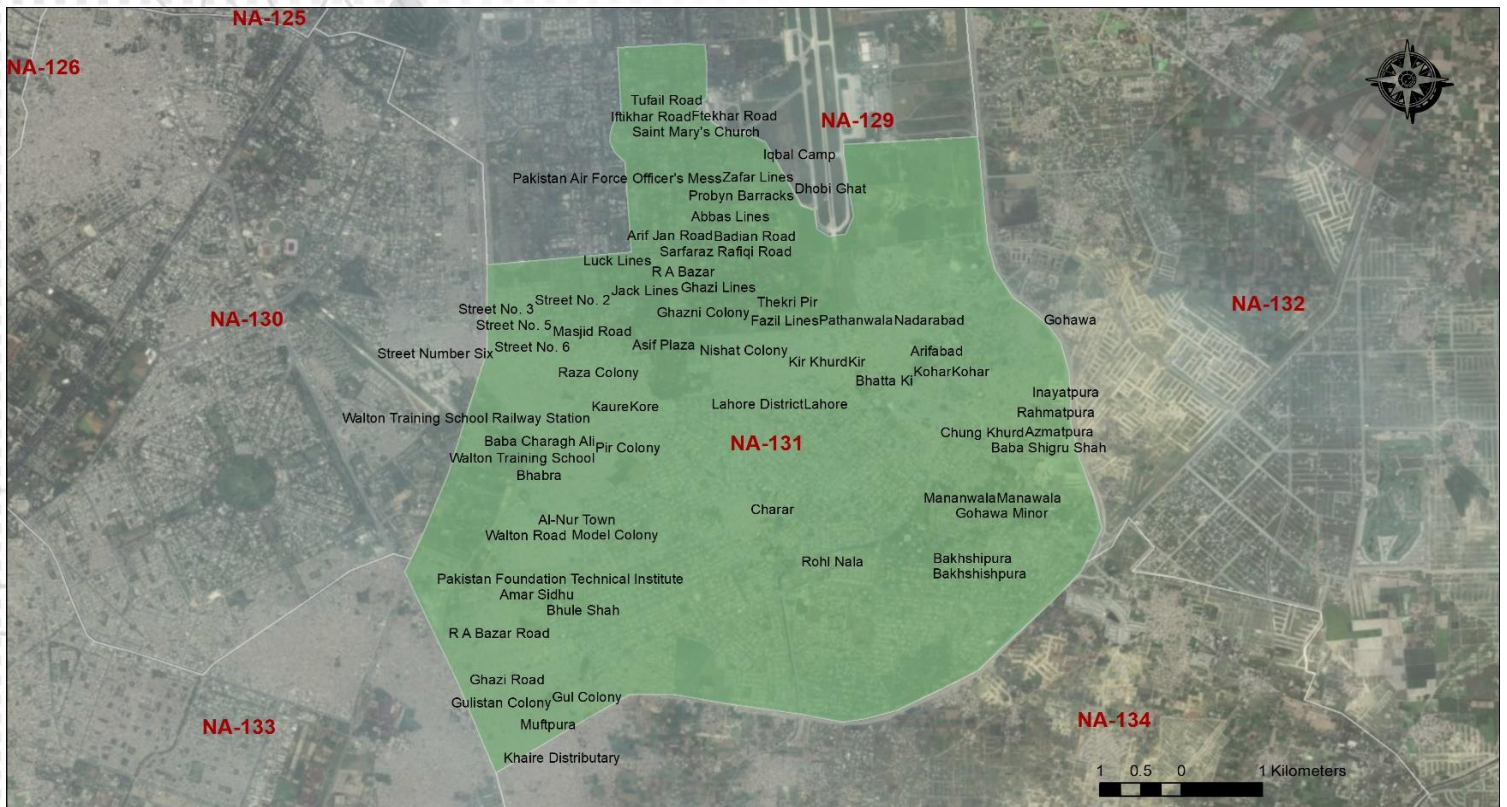 NA-125
NA-126
Tufail Road
Iftikhar RoadFtekhar Road
NA-129
Saint Mary's Church
Iqbal Camp
Pakistan Air Force Officer's MessZafar Lines
Dhobi Ghat
Probyn Barracks
Abbas Lines
Arif Jan RoadBadian Road
Sarfaraz Rafiqi Road
Luck Lines
R A Bazar
Jack Lines Ghazi Lines
Street No. 3 Street No. 2
Thekri Pir
NA-132
Ghazni Colony
NA-130
Fazil LinesPathanwalaNadarabad
Gohawa
Street No. 5 Masjid Road
Street Number Six Street No. 6
Asif Plaza
Nishat Colony
Arifabad
Kir KhurdKir
Raza Colony
Bhatta Ki KoharKohar
Inayatpura
KaureKore
Lahore DistrictLahore
Rahmatpura
Walton Training School Railway Station
Chung KhurdAzmatpura
Baba Charagh Ali Pir Colony
NA-131
Baba Shigru Shah
Walton Training School
Bhabra
MananwalaManawala
Charar
Gohawa Minor
Al-Nur Town
Walton Road Model Colony
Rohl Nala
Bakhshipura
Bakhshishpura
Pakistan Foundation Technical Institute
Amar Sidhu
Bhule Shah
R A Bazar Road
Ghazi Road
Gulistan Colony Gul Colony
Muftpura
NA-133
NA-134
Khaire Distributary
1 0.5 0 1 Kilometers